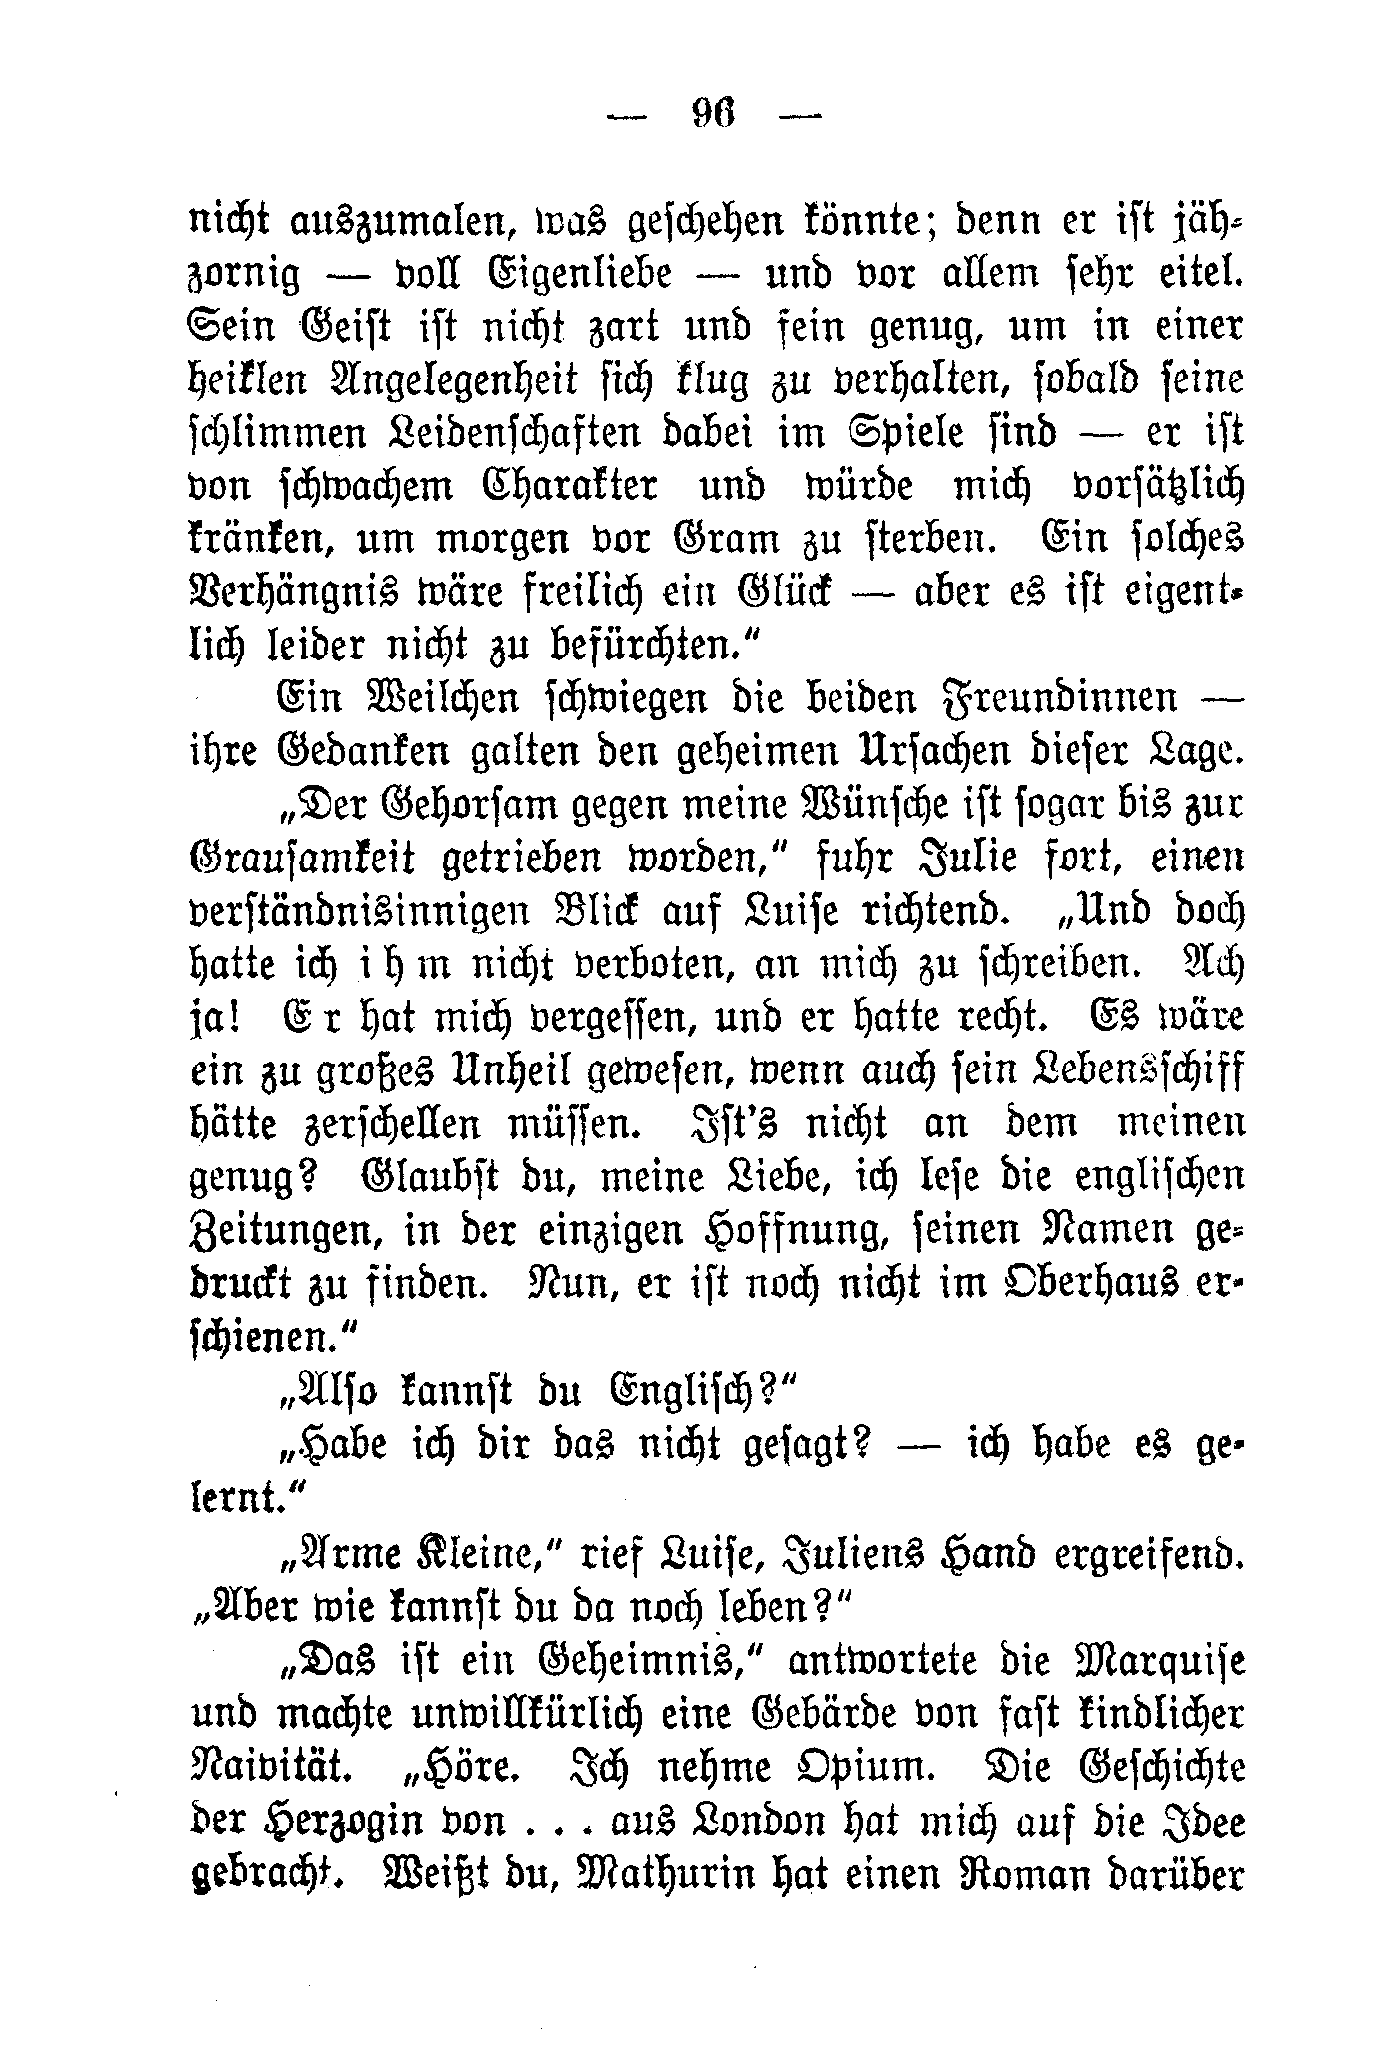 — 96 —
nicht auszumalen, was geschehen könnte; denn er ist jäh-
zornig — voll Eigenliebe — und vor allem sehr eitel.
Sein Geist ist nicht zart und fein genug, um in einer
heiklen Angelegenheit sich klug zu verhalten, sobald seine
schlimmen Leidenschaften dabei im Spiele sind — er ist
von schwachem Charakter und würde mich vorsätzlich
kränken, um morgen vor Gram zu sterben. Ein solches
Verhängnis wäre freilich ein Glück — aber es ist eigent-
lich leider nicht zu befürchten.“
Ein Weilchen schwiegen die beiden Freundinnen —
ihre Gedanken galten den geheimen Ursachen dieser Lage.
„Der Gehorsam gegen meine Wünsche ist sogar bis zur
Grausamkeit getrieben worden,“ fuhr Julie fort, einen
verständnisinnigen Blick auf Luise richtend. „Und doch
hatte ich i h m nicht verboten, an mich zu schreiben. Ach
ja! E r hat mich vergessen, und er hatte recht. Es wäre
ein zu großes Unheil gewesen, wenn auch sein Lebensschiff
hätte zerschellen müssen. Ist's nicht an dem meinen
genug? Glaubst du, meine Liebe, ich lese die englischen
Zeitungen, in der einzigen Hoffnung, seinen Namen ge-
druckt zu finden. Nun, er ist noch nicht im Oberhaus er-
schienen.“
„Also kannst du Englisch?“
„Habe ich dir das nicht gesagt? — ich habe es ge-
lernt.“
„Arme Kleine,“ rief Luise, Juliens Hand ergreifend.
„Aber wie kannst du da noch leben?“
„Das ist ein Geheimnis,“ antwortete die Marquise
und machte unwillkürlich eine Gebärde von fast kindlicher
Naivität. „Höre. Ich nehme Opium. Die Geschichte
der Herzogin von . . . aus London hat mich auf die Idee
gebracht. Weißt du, Mathurin hat einen Roman darüber